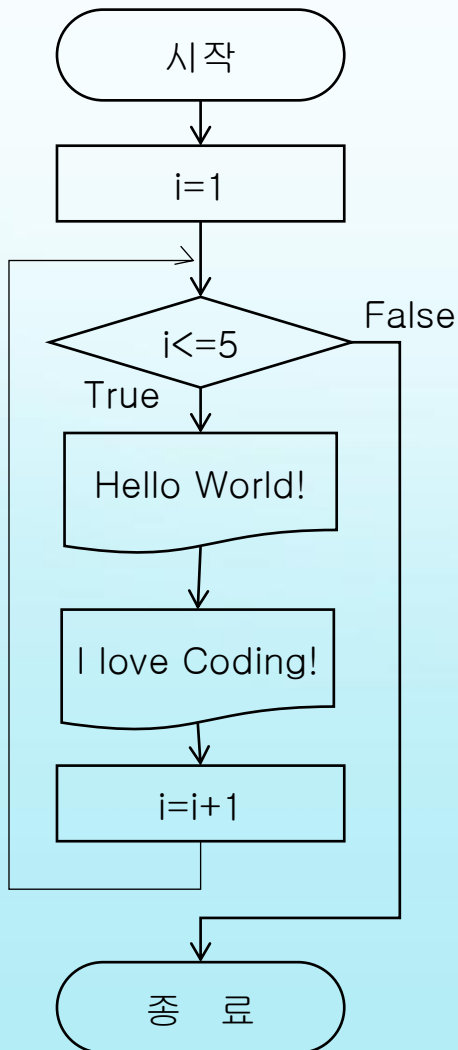 시작
i=1
i<=5
False
True
Hello World!
I love Coding!
i=i+1
종 료